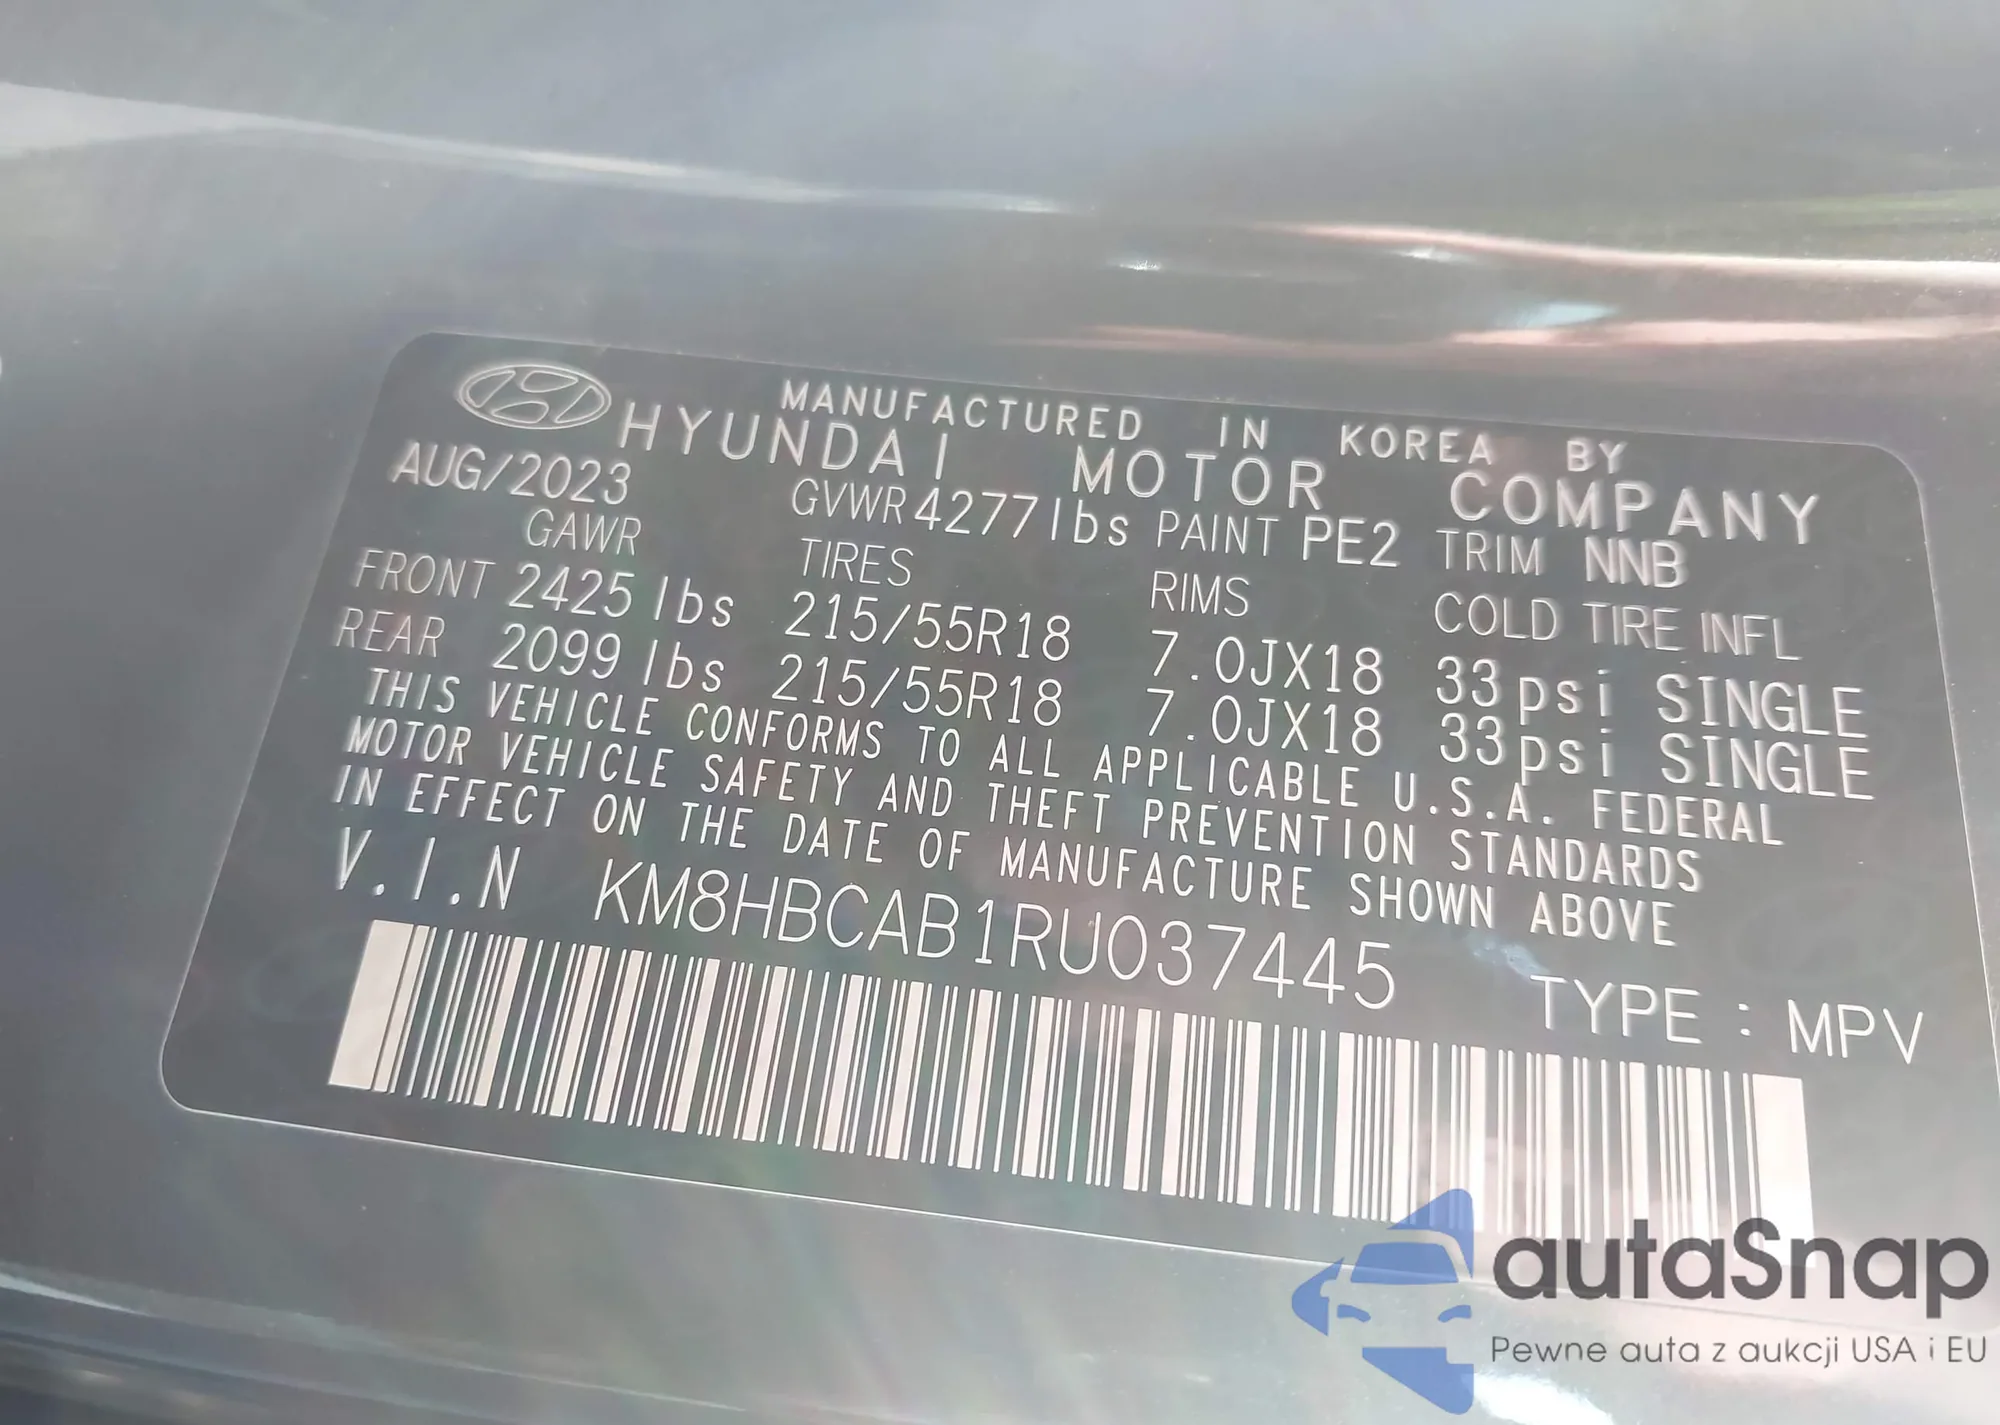 MANUFACTURED IN KOREA BY
HYUNDAI MOTOR COMPANY
AUG/2023 GVWR 4277 lbs PAINT PE2 TRIM NNB
GAWR TIRES RIMS COLD TIRE INFL
FRONT 2425 lbs 215/55R18 7.0JX18 33psi SINGLE
REAR 2099 lbs 215/55R18 7.0JX18 33psi SINGLE
THIS VEHICLE CONFORMS TO ALL APPLICABLE U.S.A. FEDERAL
MOTOR VEHICLE SAFETY AND THEFT PREVENTION STANDARDS
IN EFFECT ON THE DATE OF MANUFACTURE SHOWN ABOVE
V.I.N KM8HBCAB1RU037445 TYPE : MPV
autaSnap
Pewne auta z aukcji USA i EU